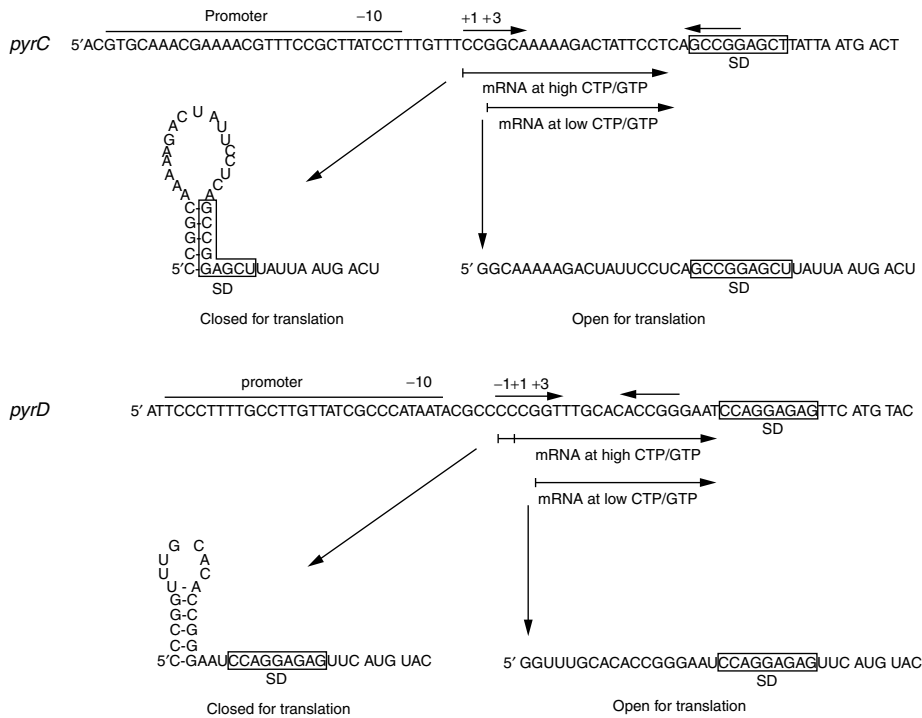 Promoter −10 +1 +3
pyrC 5′ACGTGCAAACGAAAACGTTTCCGCTTATCCTTTGTTTCCGGCAAAAAGACTATTCCTCAGCCGGAGCTTATTA ATG ACT
SD
mRNA at high CTP/GTP
mRNA at low CTP/GTP
C U
A A
G U
A U
A C
A C
A U
A C
A A
C-G
G-C
G-C
C-G
5′C-GAGCUUAUUA AUG ACU
SD
Closed for translation
5′ GGCAAAAAGACUAUUCCUCAGCCGGAGCUUAUUA AUG ACU
SD
Open for translation
promoter −10 −1+1 +3
pyrD 5′ ATTCCCTTTTGCCTTGTTATCGCCCATAATACGCCCCCCGGTTTGCACACCGGGAATCCAGGAGAGTTC ATG TAC
SD
mRNA at high CTP/GTP
mRNA at low CTP/GTP
G C
U A
U C
U - A
G-C
G-C
C-G
C-G
5′C-GAAUCCAGGAGAGUUC AUG UAC
SD
Closed for translation
5′ GGUUUGCACACCGGGAAUCCAGGAGAGUUC AUG UAC
SD
Open for translation